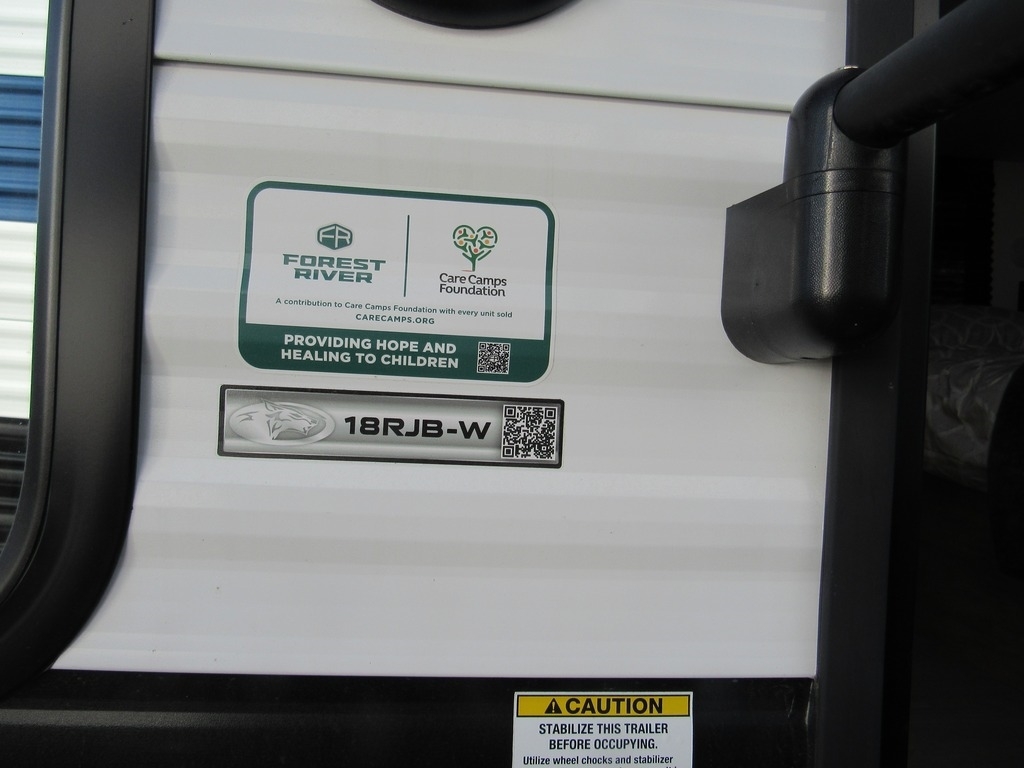 FR
FOREST
RIVER
Care Camps
Foundation
A contribution to Care Camps Foundation with every unit sold
CARECAMPS.ORG
PROVIDING HOPE AND
HEALING TO CHILDREN
18RJB-W
CAUTION
STABILIZE THIS TRAILER
BEFORE OCCUPYING.
Utilize wheel chocks and stabilizer